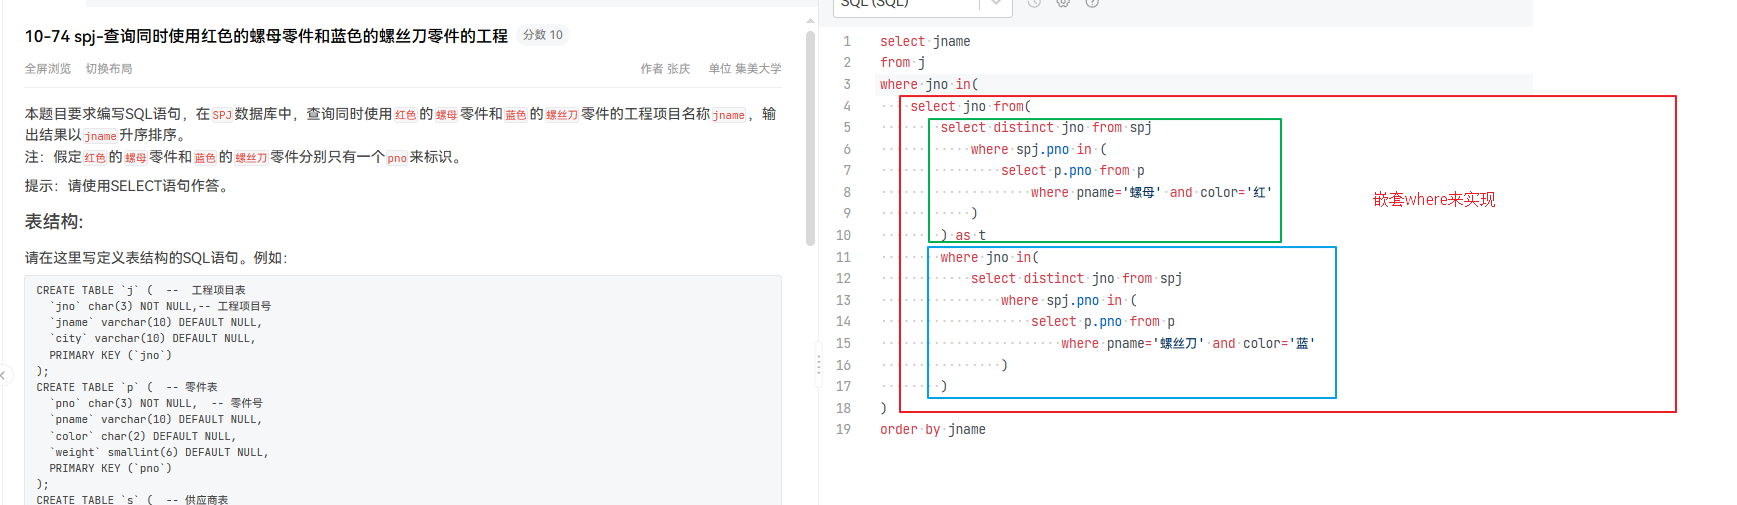 10-74 spj-查询同时使用红色的螺母零件和蓝色的螺丝刀零件的工程 分数 10
全屏浏览 切换布局 作者 张庆 单位 集美大学
本题目要求编写SQL语句，在SPJ数据库中，查询同时使用红色的螺母零件和蓝色的螺丝刀零件的工程项目名称jname，输
出结果以jname升序排序。
注：假定红色的螺母零件和蓝色的螺丝刀零件分别只有一个pno来标识。
提示：请使用SELECT语句作答。
表结构:
请在这里写定义表结构的SQL语句。例如：
CREATE TABLE `j` (  -- 工程项目表
  `jno` char(3) NOT NULL,-- 工程项目号
  `jname` varchar(10) DEFAULT NULL,
  `city` varchar(10) DEFAULT NULL,
  PRIMARY KEY (`jno`)
);
CREATE TABLE `p` (  -- 零件表
  `pno` char(3) NOT NULL,  -- 零件号
  `pname` varchar(10) DEFAULT NULL,
  `color` char(2) DEFAULT NULL,
  `weight` smallint(6) DEFAULT NULL,
  PRIMARY KEY (`pno`)
);
CREATE TABLE `s` (  -- 供应商表
SQL (SQL)
1 select jname
2 from j
3 where jno in(
4     select jno from(
5         select distinct jno from spj
6             where spj.pno in (
7                 select p.pno from p
8                     where pname='螺母' and color='红'
9             )
10         ) as t
11         where jno in(
12             select distinct jno from spj
13                 where spj.pno in (
14                     select p.pno from p
15                         where pname='螺丝刀' and color='蓝'
16                 )
17         )
18 )
19 order by jname
嵌套where来实现